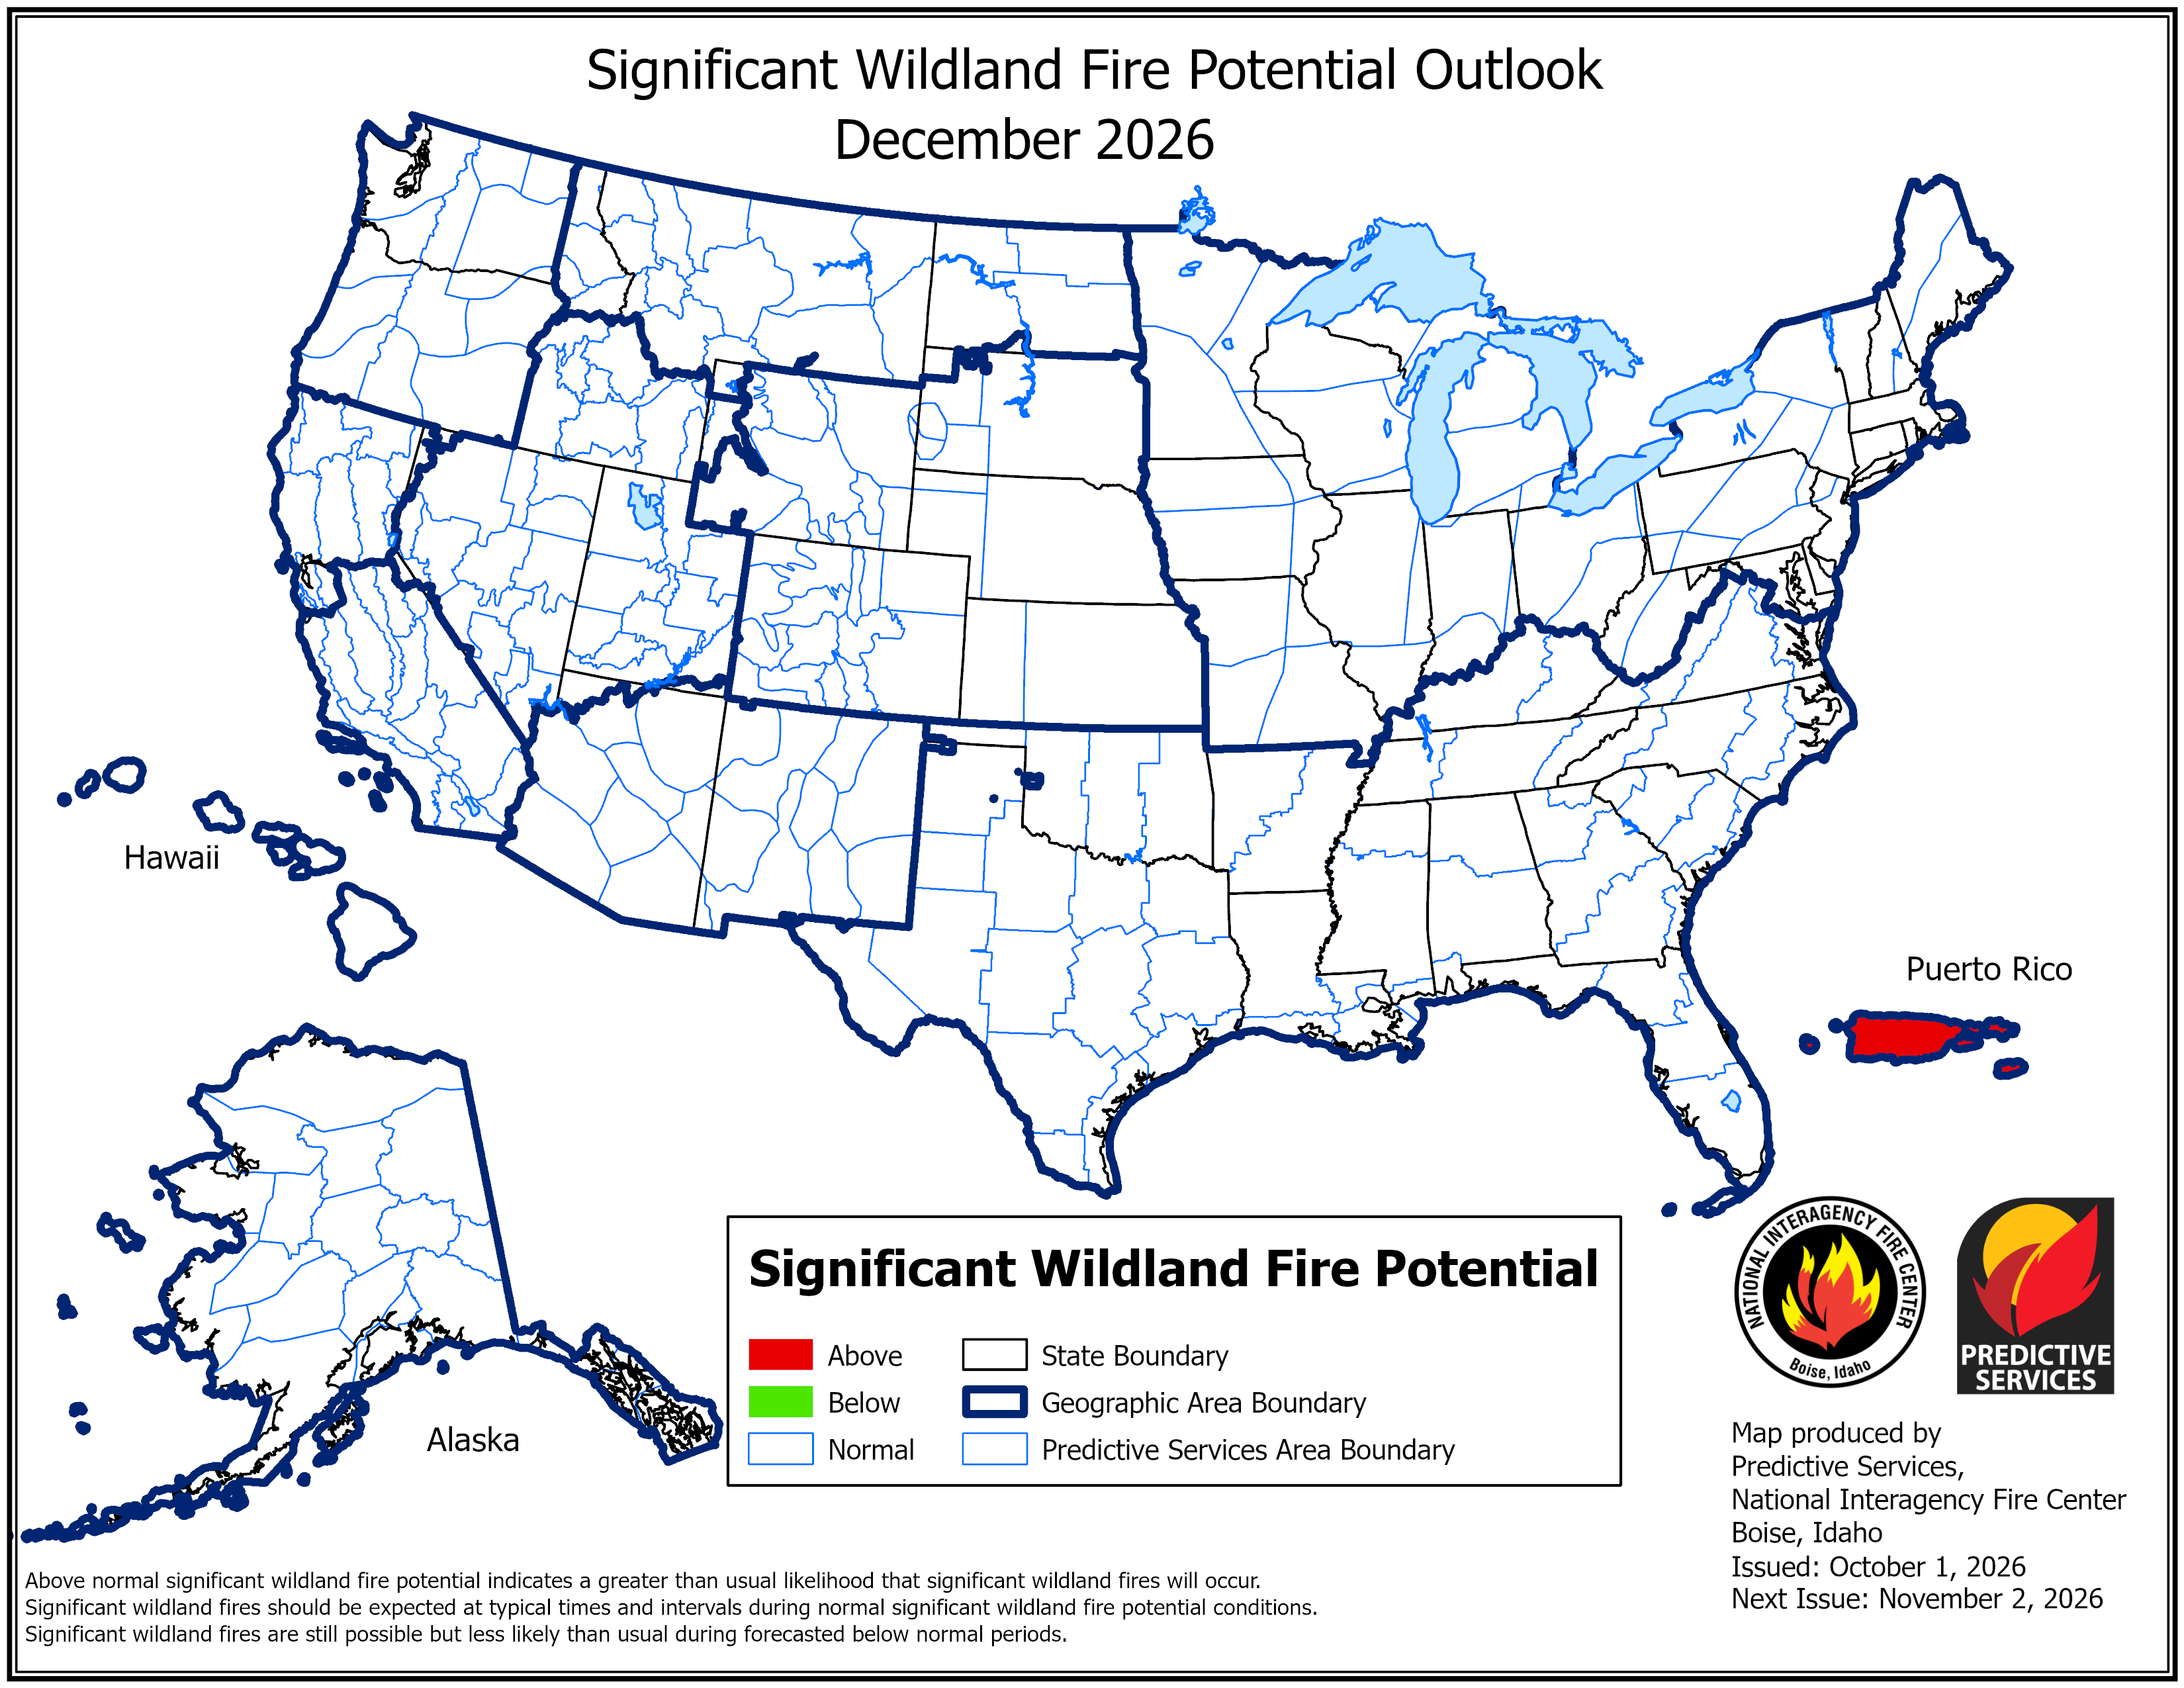 Significant Wildland Fire Potential Outlook
December 2026
Hawaii
Puerto Rico
Alaska
Significant Wildland Fire Potential
Above
State Boundary
Below
Geographic Area Boundary
Normal
Predictive Services Area Boundary
NATIONAL INTERAGENCY FIRE CENTER
Boise, Idaho
PREDICTIVE
SERVICES
Map produced by
Predictive Services,
National Interagency Fire Center
Boise, Idaho
Issued: October 1, 2026
Next Issue: November 2, 2026
Above normal significant wildland fire potential indicates a greater than usual likelihood that significant wildland fires will occur.
Significant wildland fires should be expected at typical times and intervals during normal significant wildland fire potential conditions.
Significant wildland fires are still possible but less likely than usual during forecasted below normal periods.